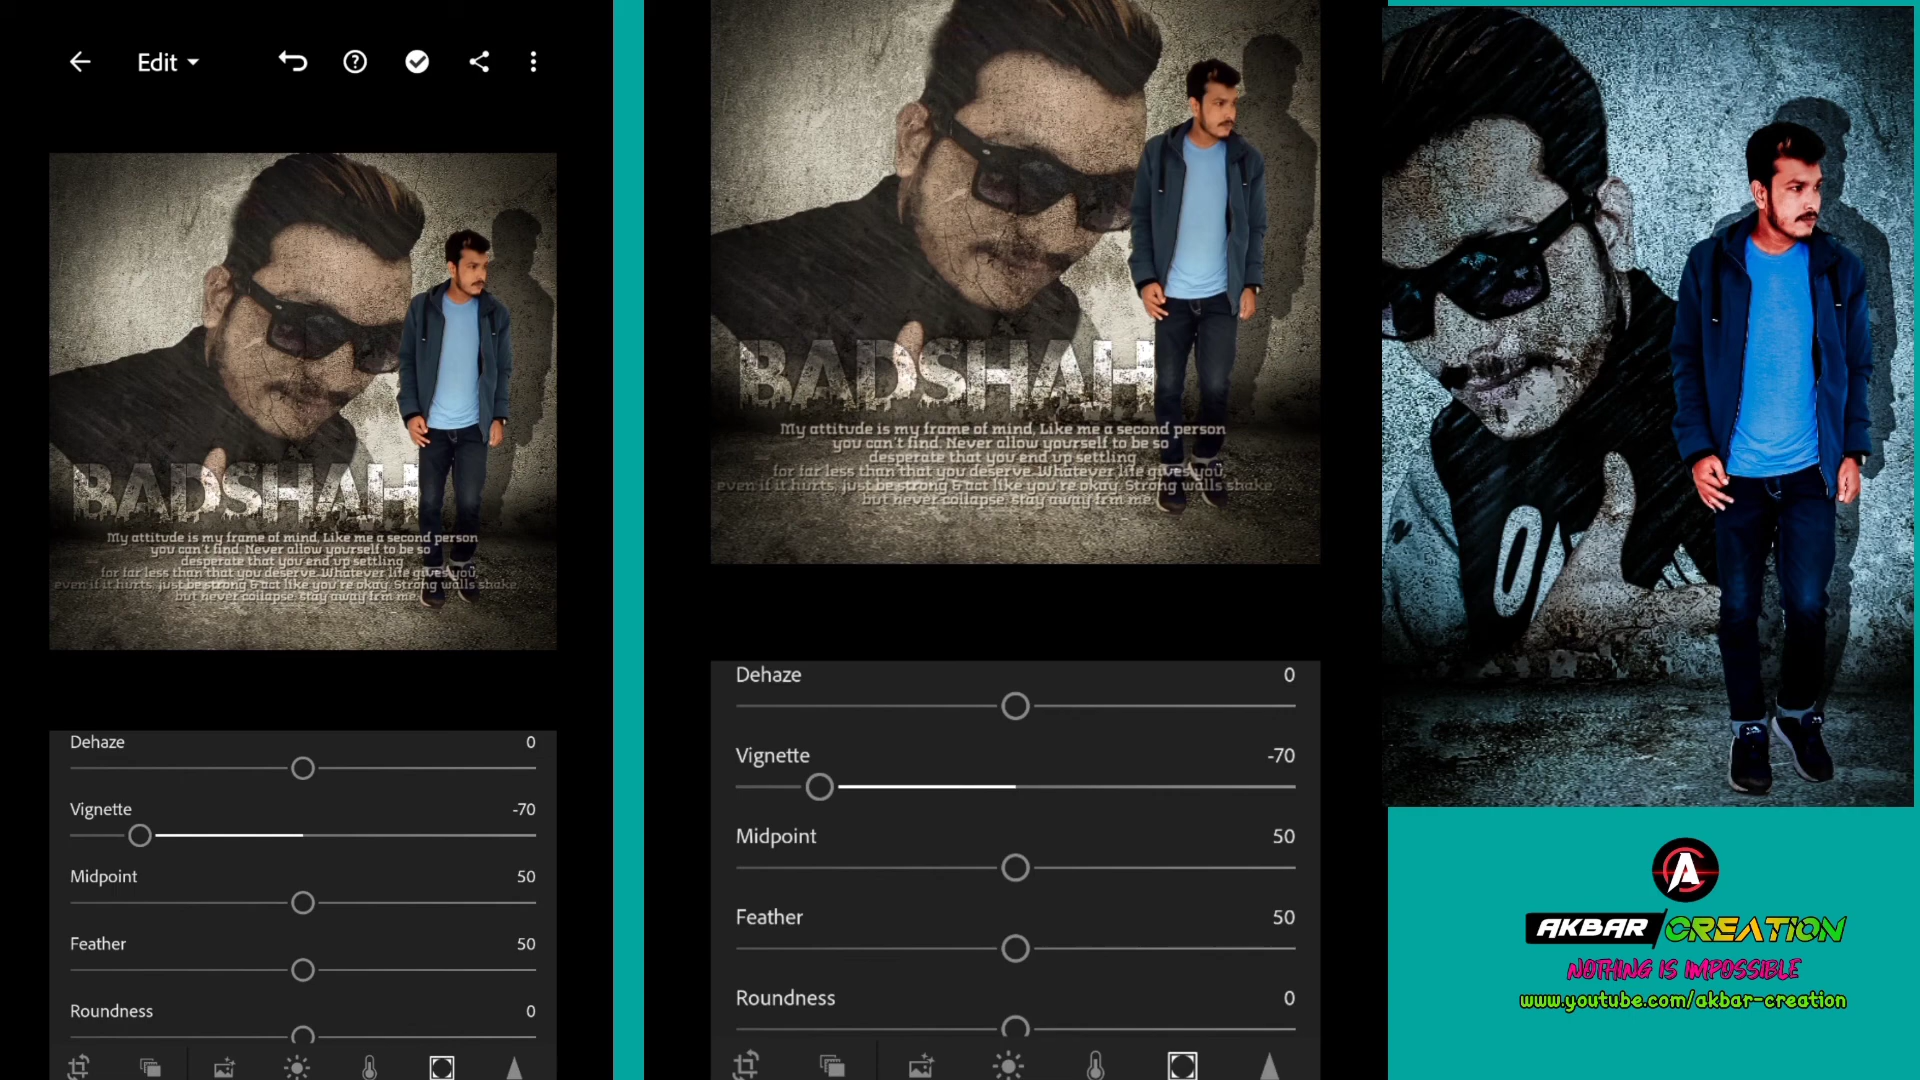 Edit
BADSHAH
My attitude is my frame of mind, Like me a second person
you can't find. Never allow yourself to be so
desperate that you end up settling
for far less than that you deserve. Whatever life gives you,
even if it hurts, just be strong & act like you're okay. Strong walls shake
but never collapse. stay away frm me.
Dehaze 0
Vignette -70
Midpoint 50
Feather 50
Roundness 0
BADSHAH
My attitude is my frame of mind, Like me a second person
you can't find. Never allow yourself to be so
desperate that you end up settling
for far less than that you deserve. Whatever life gives you,
even if it hurts, just be strong & act like you're okay. Strong walls shake
but never collapse. stay away frm me.
Dehaze 0
Vignette -70
Midpoint 50
Feather 50
Roundness 0
AKBAR CREATION
NOTHING IS IMPOSSIBLE
www.youtube.com/akbar-creation